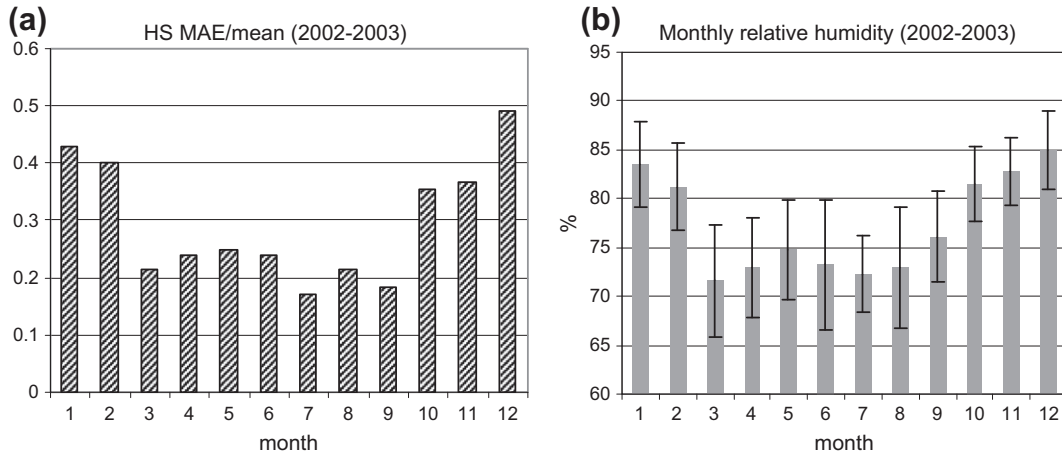 (a)
HS MAE/mean (2002-2003)
0.6
0.5
0.4
0.3
0.2
0.1
0
1 2 3 4 5 6 7 8 9 10 11 12
month
(b)
Monthly relative humidity (2002-2003)
%
95
90
85
80
75
70
65
60
1 2 3 4 5 6 7 8 9 10 11 12
month